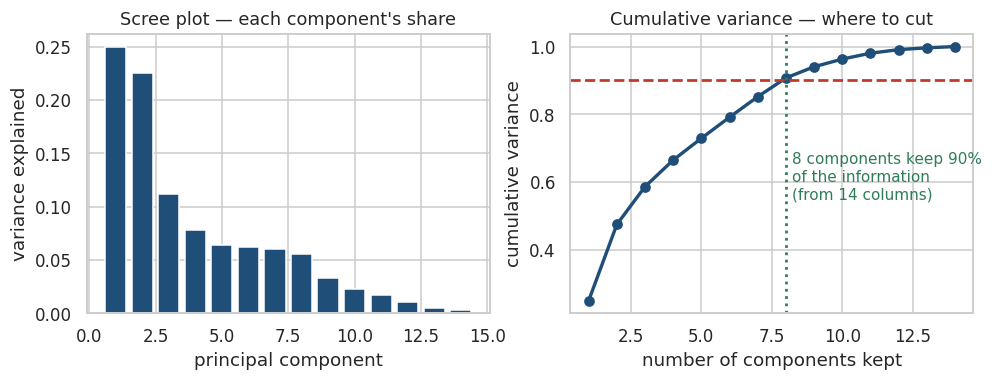 Scree plot — each component's share
variance explained
0.25
0.20
0.15
0.10
0.05
0.00
0.0 2.5 5.0 7.5 10.0 12.5 15.0
principal component
Cumulative variance — where to cut
cumulative variance
1.0
0.8
0.6
0.4
8 components keep 90%
of the information
(from 14 columns)
2.5 5.0 7.5 10.0 12.5
number of components kept